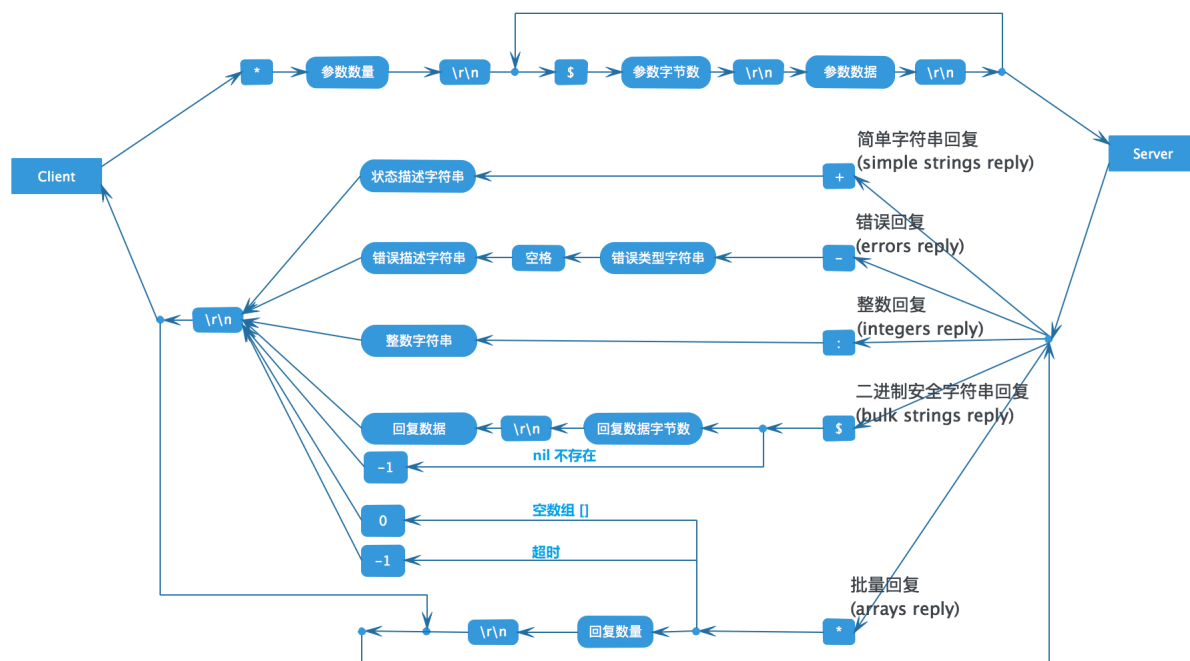 *
参数数量
\r\n
$
参数字节数
\r\n
参数数据
\r\n
Client
Server
简单字符串回复
(simple strings reply)
状态描述字符串
+
错误回复
(errors reply)
错误描述字符串
空格
错误类型字符串
-
整数回复
(integers reply)
\r\n
整数字符串
:
二进制安全字符串回复
(bulk strings reply)
回复数据
\r\n
回复数据字节数
$
nil 不存在
-1
空数组 []
0
超时
-1
批量回复
(arrays reply)
\r\n
回复数量
*